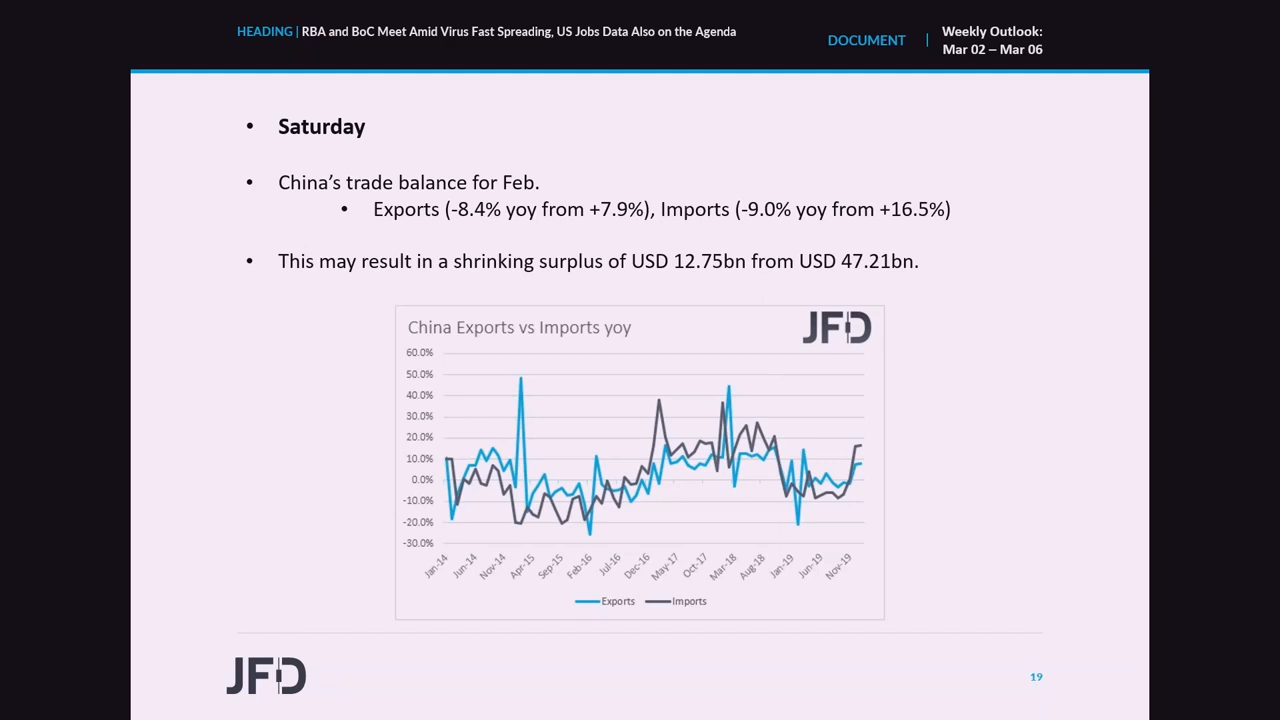 HEADING | RBA and BoC Meet Amid Virus Fast Spreading, US Jobs Data Also on the Agenda
DOCUMENT | Weekly Outlook:
Mar 02 – Mar 06
• Saturday
• China’s trade balance for Feb.
• Exports (-8.4% yoy from +7.9%), Imports (-9.0% yoy from +16.5%)
• This may result in a shrinking surplus of USD 12.75bn from USD 47.21bn.
China Exports vs Imports yoy
JFD
60.0%
50.0%
40.0%
30.0%
20.0%
10.0%
0.0%
-10.0%
-20.0%
-30.0%
Jan-14 Jun-14 Nov-14 Apr-15 Sep-15 Feb-16 Jul-16 Dec-16 May-17 Oct-17 Mar-18 Aug-18 Jan-19 Jun-19 Nov-19
Exports Imports
JFD
19